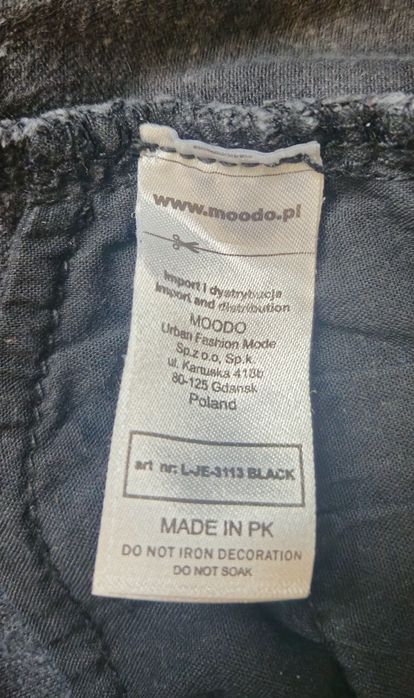 www.moodo.pl
Import i dystrybucja
Import and distribution
MOODO
Urban Fashion Mode
Sp.z o.o, Sp.k.
ul. Kartuska 418b
80-125 Gdansk
Poland
art nr: L-JE-3113 BLACK
MADE IN PK
DO NOT IRON DECORATION
DO NOT SOAK